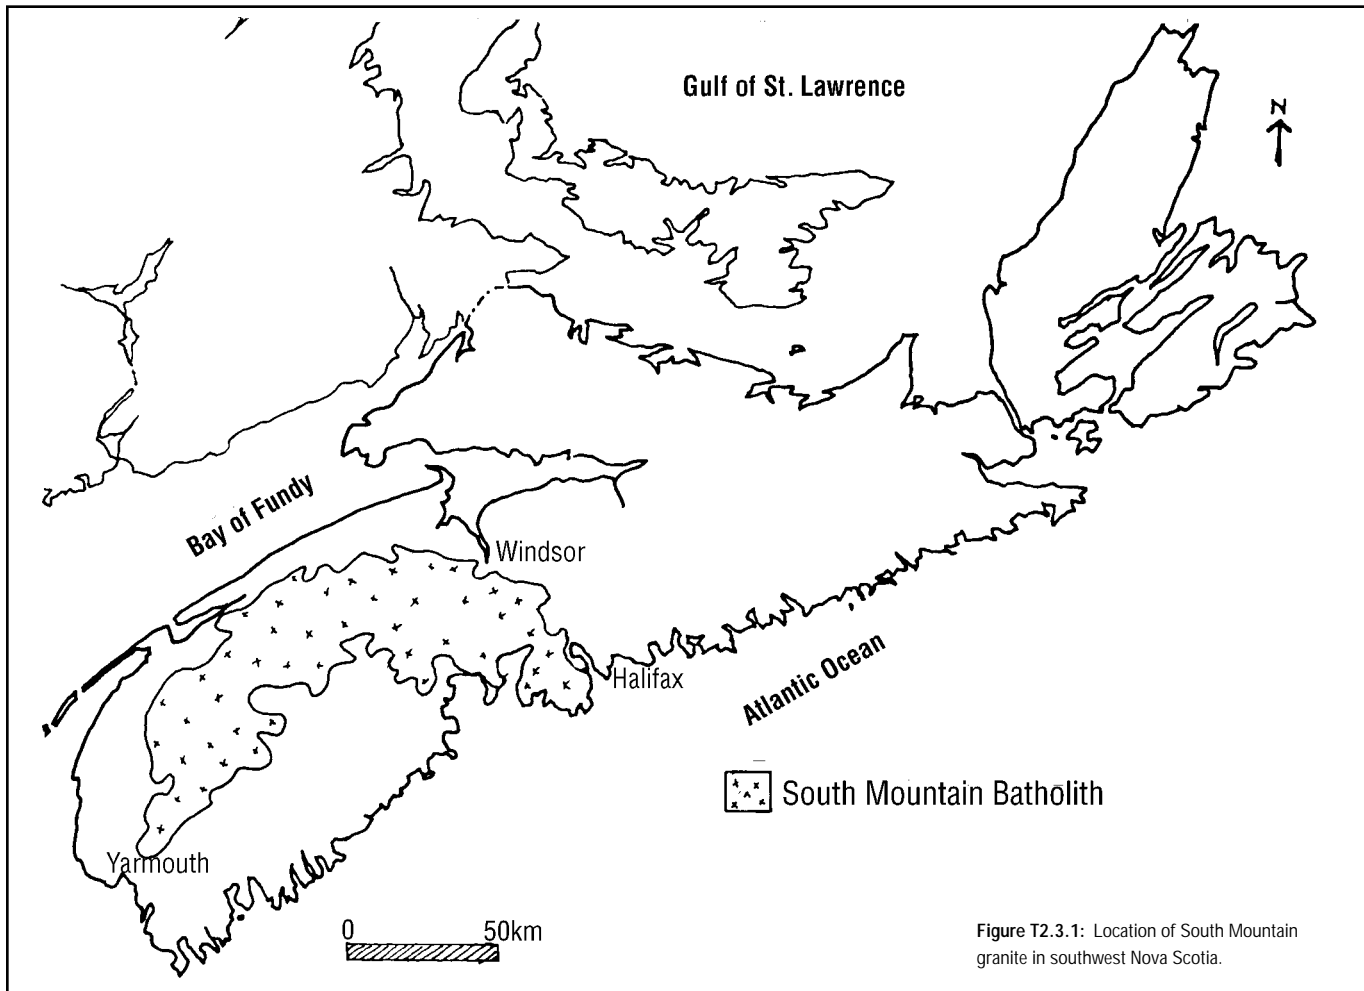 Gulf of St. Lawrence
N
Bay of Fundy
Windsor
Halifax
Atlantic Ocean
South Mountain Batholith
Yarmouth
0 50km
Figure T2.3.1: Location of South Mountain
granite in southwest Nova Scotia.